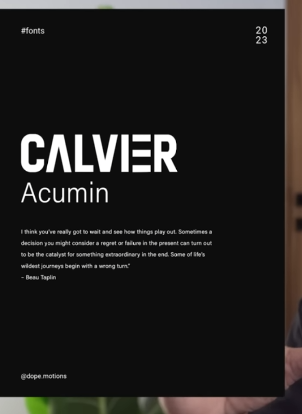 #fonts
20
23
CALVIER
Acumin
I think you've really got to wait and see how things play out. Sometimes a
decision you might consider a regret or failure in the present can turn out
to be the catalyst for something extraordinary in the end. Some of life's
wildest journeys begin with a wrong turn."
– Beau Taplin
@dope.motions